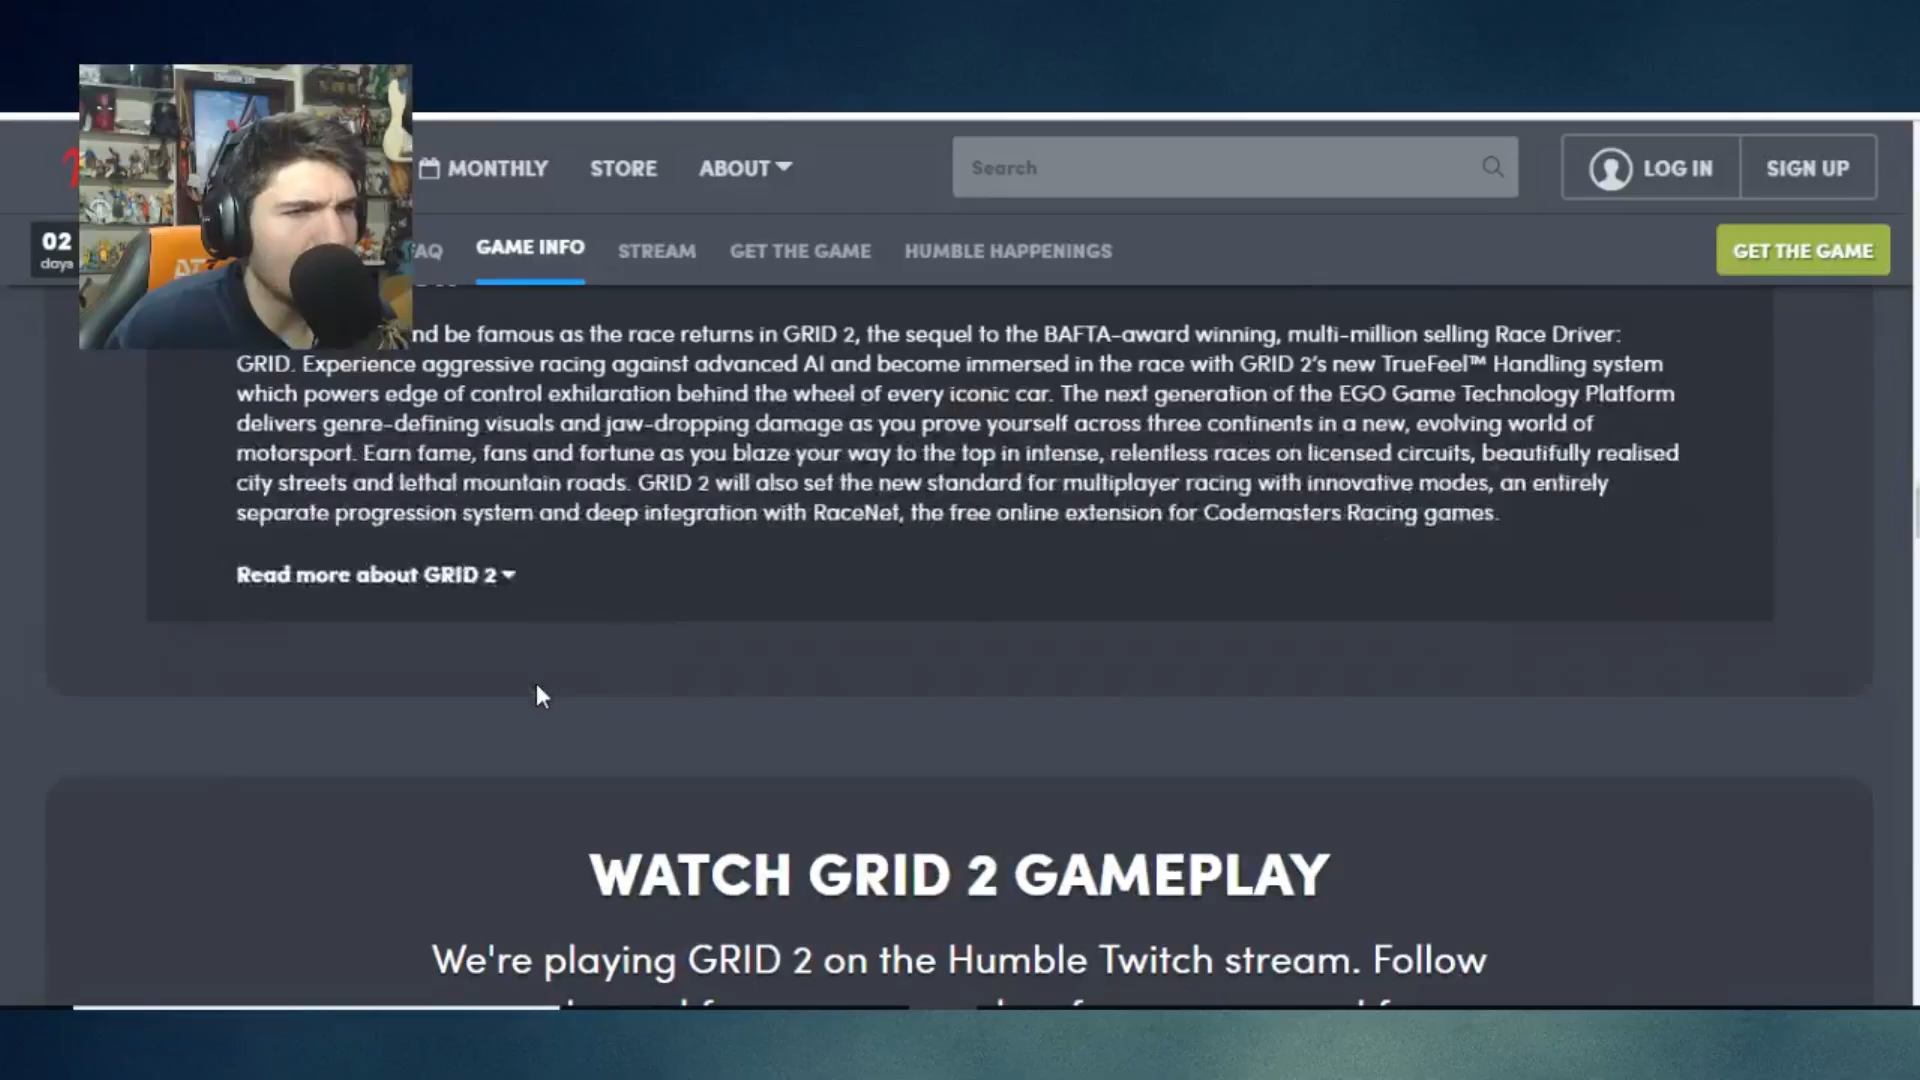 MONTHLY STORE ABOUT Search LOG IN SIGN UP
02 days
GAME INFO STREAM GET THE GAME HUMBLE HAPPENINGS GET THE GAME
be famous as the race returns in GRID 2, the sequel to the BAFTA-award winning, multi-million selling Race Driver:
GRID. Experience aggressive racing against advanced AI and become immersed in the race with GRID 2's new TrueFeel™ Handling system
which powers edge of control exhilaration behind the wheel of every iconic car. The next generation of the EGO Game Technology Platform
delivers genre-defining visuals and jaw-dropping damage as you prove yourself across three continents in a new, evolving world of
motorsport. Earn fame, fans and fortune as you blaze your way to the top in intense, relentless races on licensed circuits, beautifully realised
city streets and lethal mountain roads. GRID 2 will also set the new standard for multiplayer racing with innovative modes, an entirely
separate progression system and deep integration with RaceNet, the free online extension for Codemasters Racing games.
Read more about GRID 2
WATCH GRID 2 GAMEPLAY
We're playing GRID 2 on the Humble Twitch stream. Follow